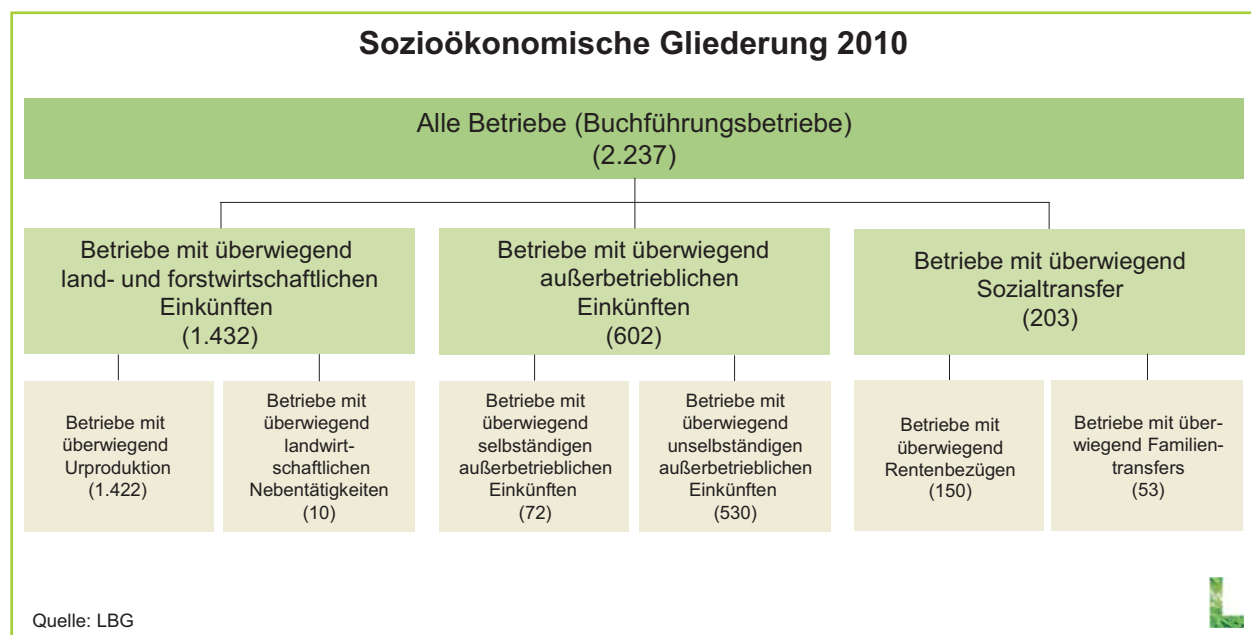 Sozioökonomische Gliederung 2010
Alle Betriebe (Buchführungsbetriebe)
(2.237)
Betriebe mit überwiegend
land- und forstwirtschaftlichen
Einkünften
(1.432)
Betriebe mit überwiegend
außerbetrieblichen
Einkünften
(602)
Betriebe mit überwiegend
Sozialtransfer
(203)
Betriebe mit
überwiegend
Urproduktion
(1.422)
Betriebe mit
überwiegend
landwirt-
schaftlichen
Nebentätigkeiten
(10)
Betriebe mit
überwiegend
selbständigen
außerbetrieblichen
Einkünften
(72)
Betriebe mit
überwiegend
unselbständigen
außerbetrieblichen
Einkünften
(530)
Betriebe mit
überwiegend
Rentenbezügen
(150)
Betriebe mit über-
wiegend Familien-
transfers
(53)
Quelle: LBG
L